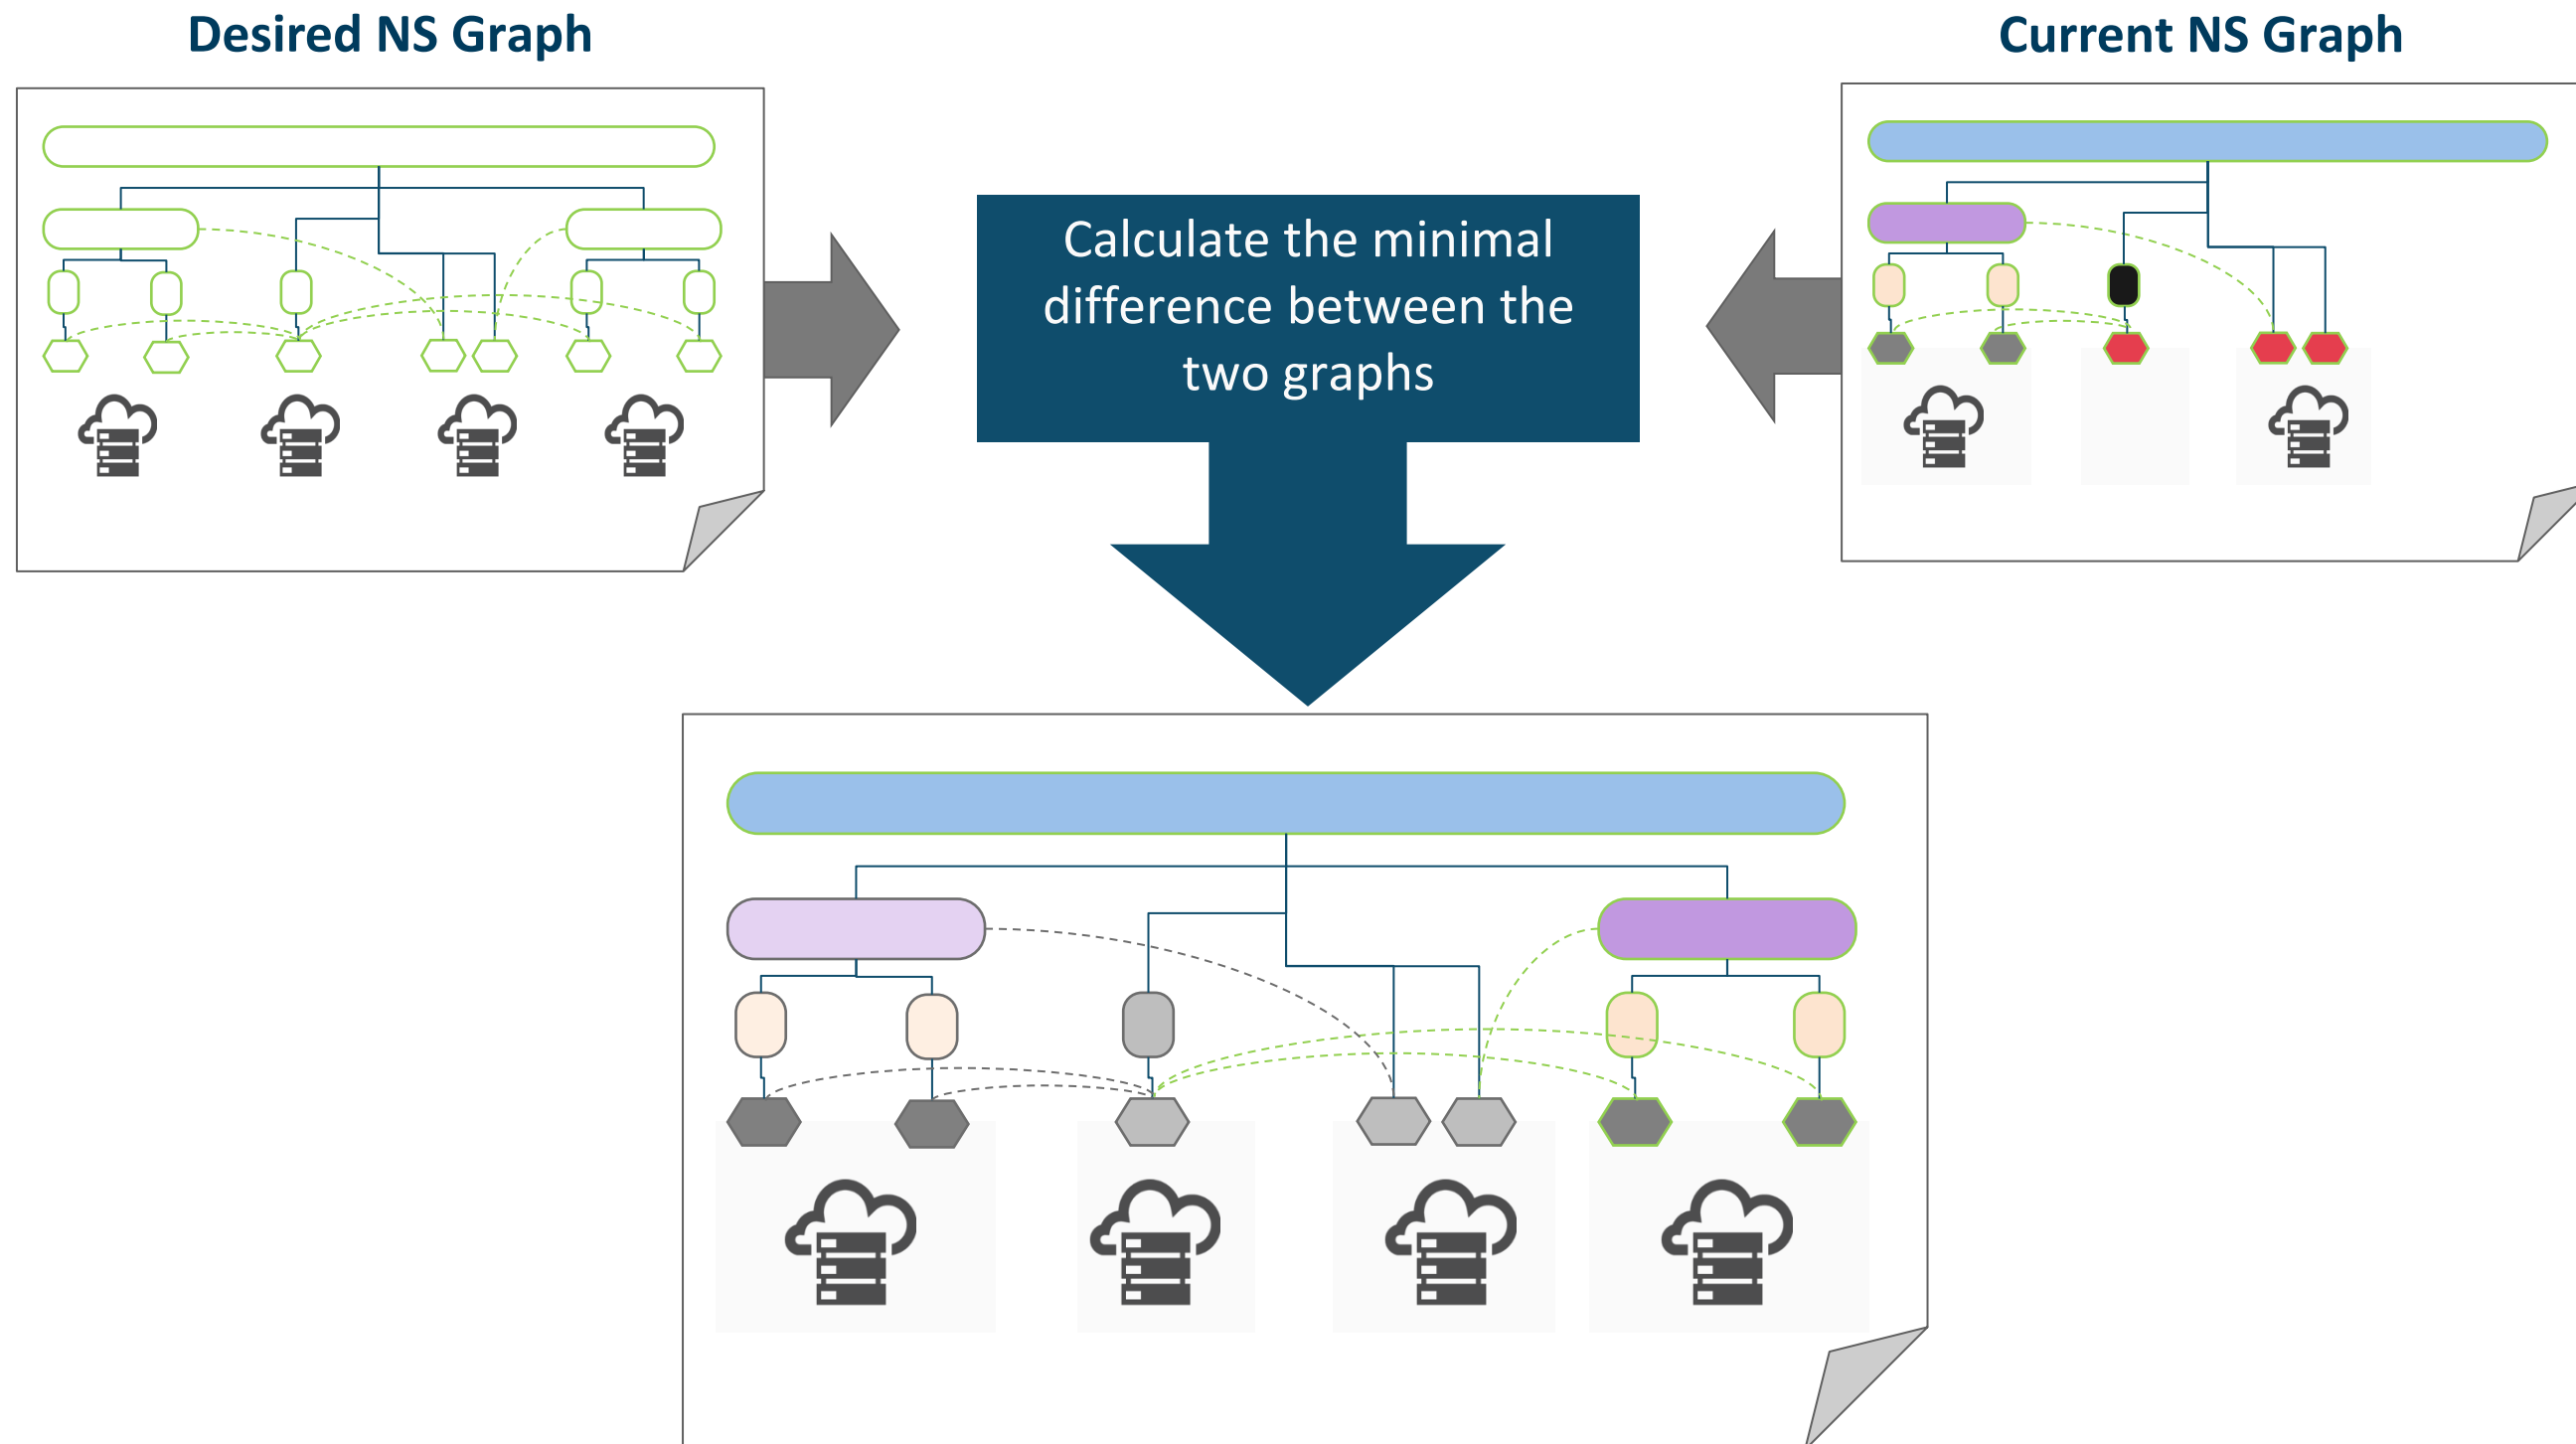 Desired NS Graph
Current NS Graph
Calculate the minimal
difference between the
two graphs